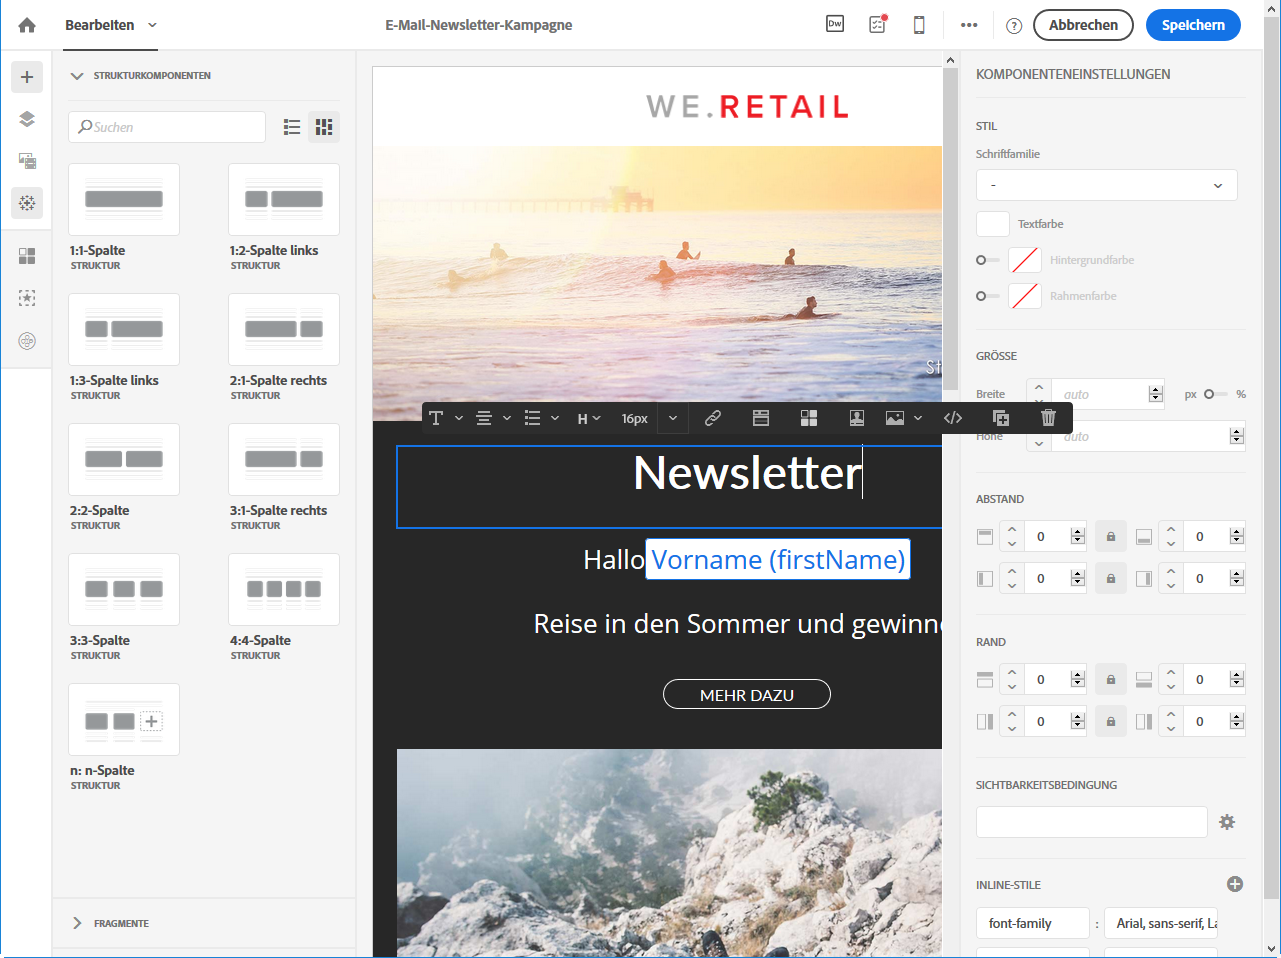 Bearbeiten
E-Mail-Newsletter-Kampagne
Dw
Abbrechen
Speichern
STRUKTURKOMPONENTEN
Suchen
1:1-Spalte
STRUKTUR
1:2-Spalte links
STRUKTUR
1:3-Spalte links
STRUKTUR
2:1-Spalte rechts
STRUKTUR
2:2-Spalte
STRUKTUR
3:1-Spalte rechts
STRUKTUR
3:3-Spalte
STRUKTUR
4:4-Spalte
STRUKTUR
n: n-Spalte
STRUKTUR
FRAGMENTE
WE.RETAIL
St
T
H
16px
Newsletter
Hallo Vorname (firstName)
Reise in den Sommer und gewinne
MEHR DAZU
KOMPONENTENEINSTELLUNGEN
STIL
Schriftfamilie
-
Textfarbe
Hintergrundfarbe
Rahmenfarbe
GRÖSSE
Breite
auto
px
%
Höhe
auto
ABSTAND
0
0
0
0
RAND
0
0
0
0
SICHTBARKEITSBEDINGUNG
INLINE-STILE
font-family : Arial, sans-serif, La